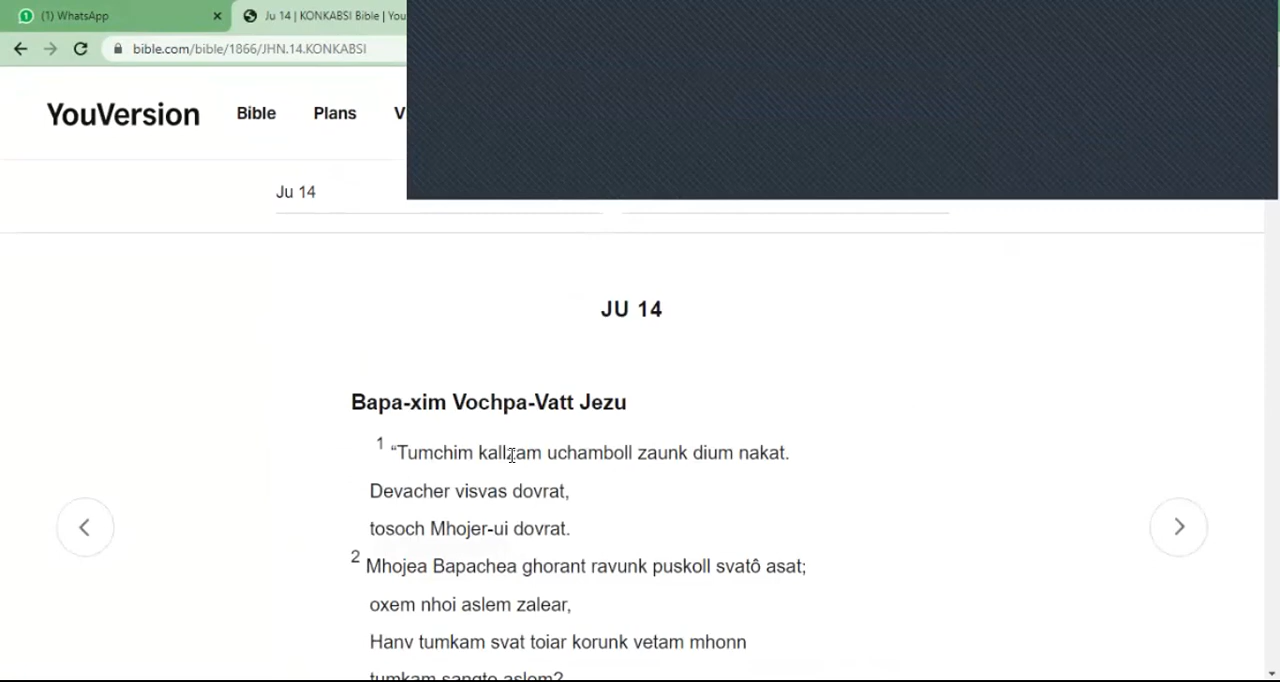 (1) WhatsApp
Ju 14 | KONKABSI Bible | You
bible.com/bible/1866/JHN.14.KONKABSI
YouVersion Bible Plans V
Ju 14
JU 14
Bapa-xim Vochpa-Vatt Jezu
1 “Tumchim kallzam uchamboll zaunk dium nakat.
Devacher visvas dovrat,
tosoch Mhojer-ui dovrat.
2 Mhojea Bapachea ghorant ravunk puskoll svatô asat;
oxem nhoi aslem zalear,
Hanv tumkam svat toiar korunk vetam mhonn
tumkam sangto aslom?